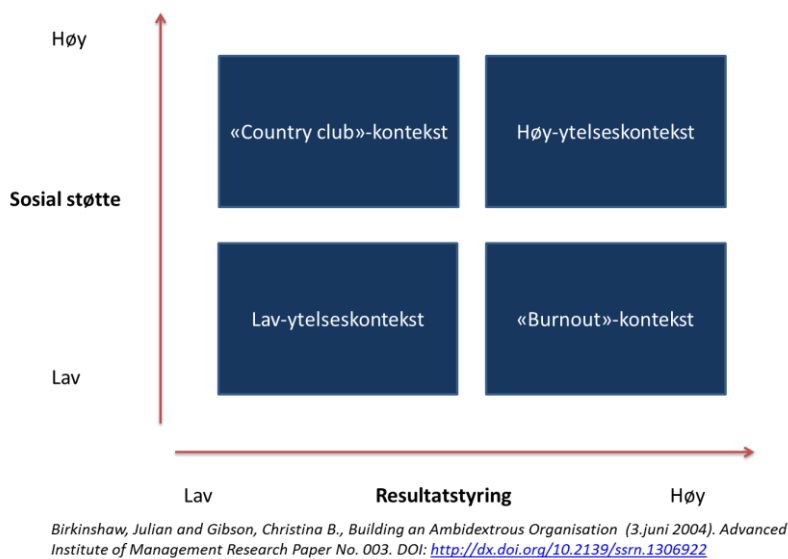 Høy
«Country club»-kontekst
Høy-ytelseskontekst
Sosial støtte
Lav-ytelseskontekst
«Burnout»-kontekst
Lav
Lav
Resultatstyring
Høy
Birkinshaw, Julian and Gibson, Christina B., Building an Ambidextrous Organisation (3.juni 2004). Advanced
Institute of Management Research Paper No. 003. DOI: http://dx.doi.org/10.2139/ssrn.1306922